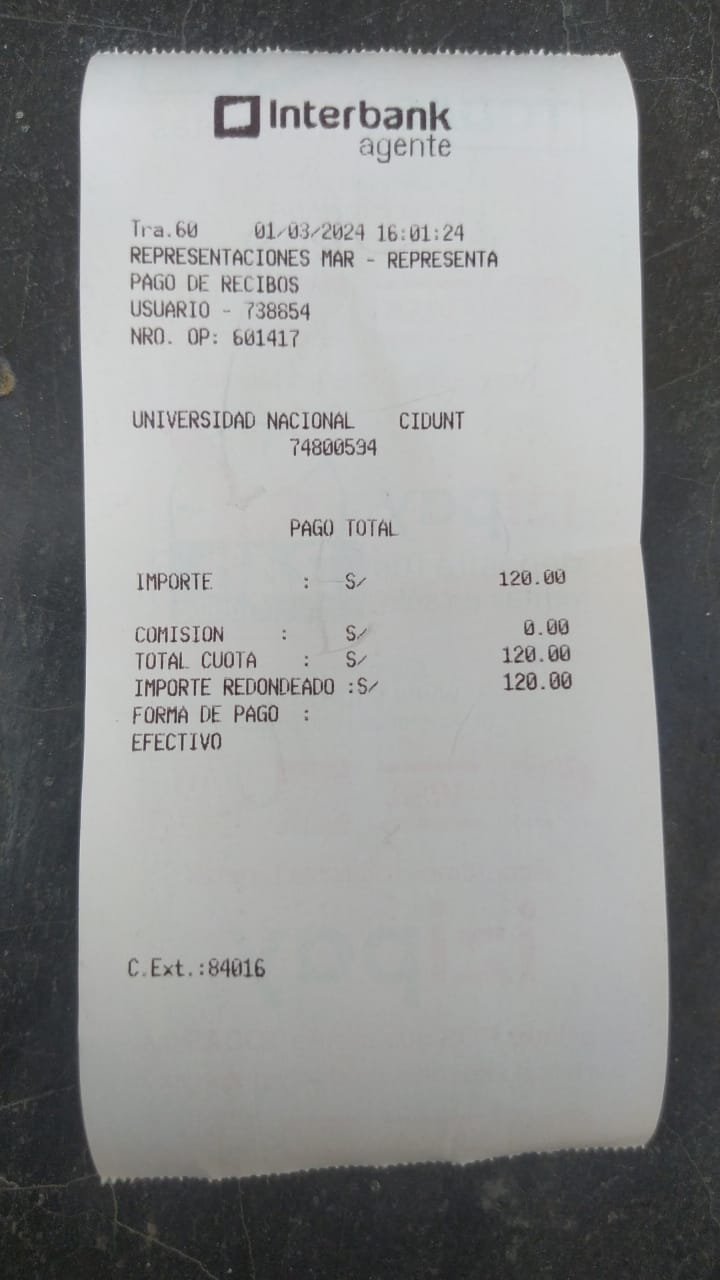 Interbank
agente
Tra.60 01/03/2024 16:01:24
REPRESENTACIONES MAR - REPRESENTA
PAGO DE RECIBOS
USUARIO - 738854
NRO. OP: 601417
UNIVERSIDAD NACIONAL CIDUNT
74800594
PAGO TOTAL
IMPORTE : S/ 120.00
COMISION : S/ 0.00
TOTAL CUOTA : S/ 120.00
IMPORTE REDONDEADO :S/ 120.00
FORMA DE PAGO :
EFECTIVO
C.Ext.:84016